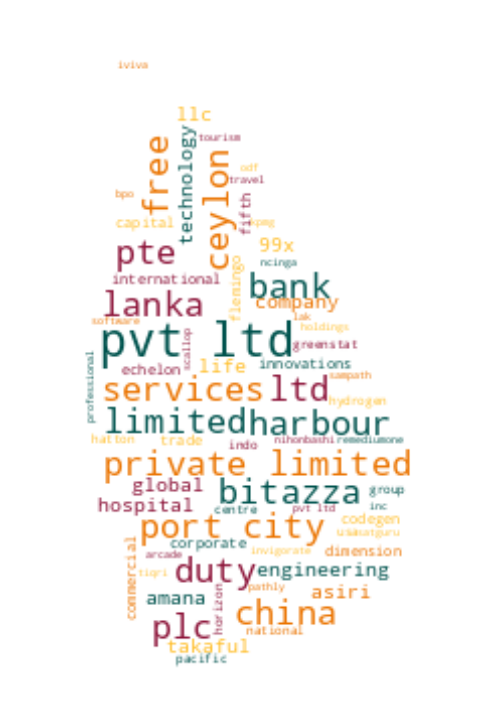 iviva
llc
free
technology
tourism
ceylon
odf
travel
bpo
fifth
capital
kpmg
pte
99x
ncinga
international
flemingo
bank
lanka
company
software
lak
holdings
pvt ltd
scallop
greenstat
echelon
life
innovations
professional
services
ltd
sampath
hydrogen
limited
harbour
hatton
trade
indo
nihonbashi
remediumone
private limited
global
bitazza
group
hospital
centre
pvt ltd
inc
port city
codegen
corporate
commercial
arcade
invigorate
dimension
tiqri
duty
engineering
pathly
amana
horizon
asiri
china
plc
national
takaful
pacific